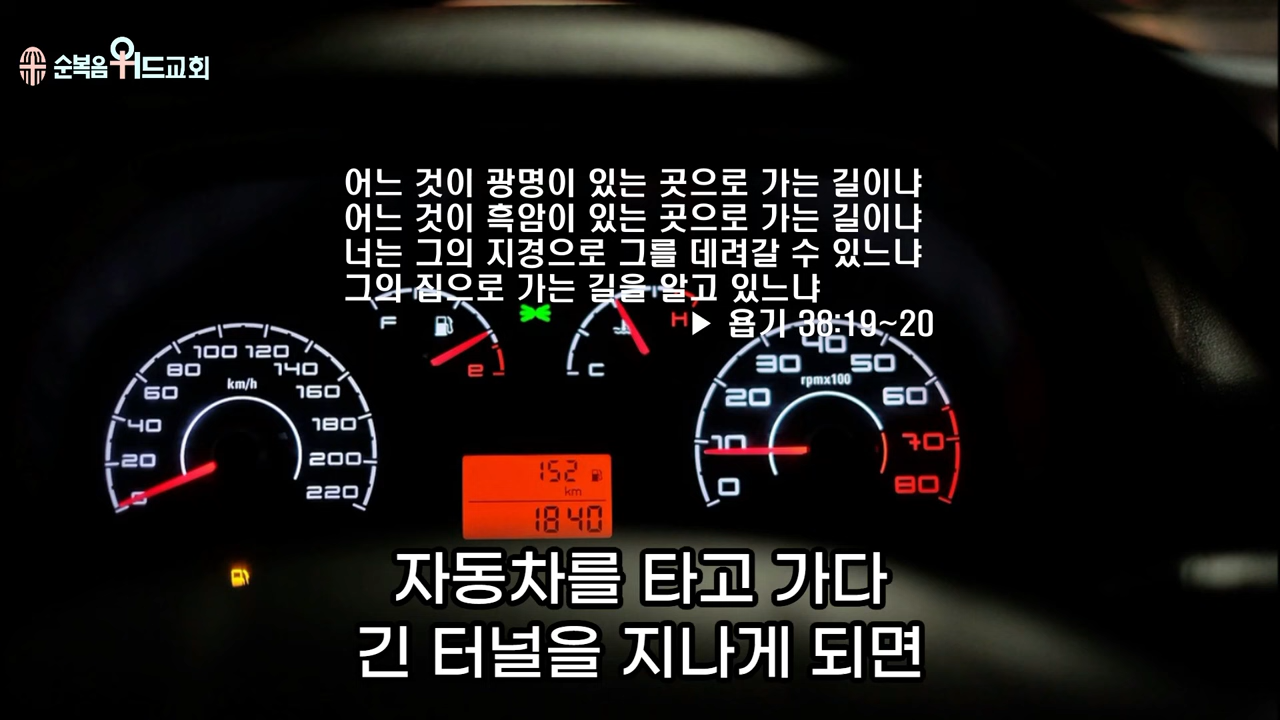 순복음위드교회
어느 것이 광명이 있는 곳으로 가는 길이냐
어느 것이 흑암이 있는 곳으로 가는 길이냐
너는 그의 지경으로 그를 데려갈 수 있느냐
그의 집으로 가는 길을 알고 있느냐
▶ 욥기 38:19~20
F
e
C
H
km/h
0
20
40
60
80
100
120
140
160
180
200
220
152
km
1840
rpmx100
0
10
20
30
40
50
60
70
80
자동차를 타고 가다
긴 터널을 지나게 되면